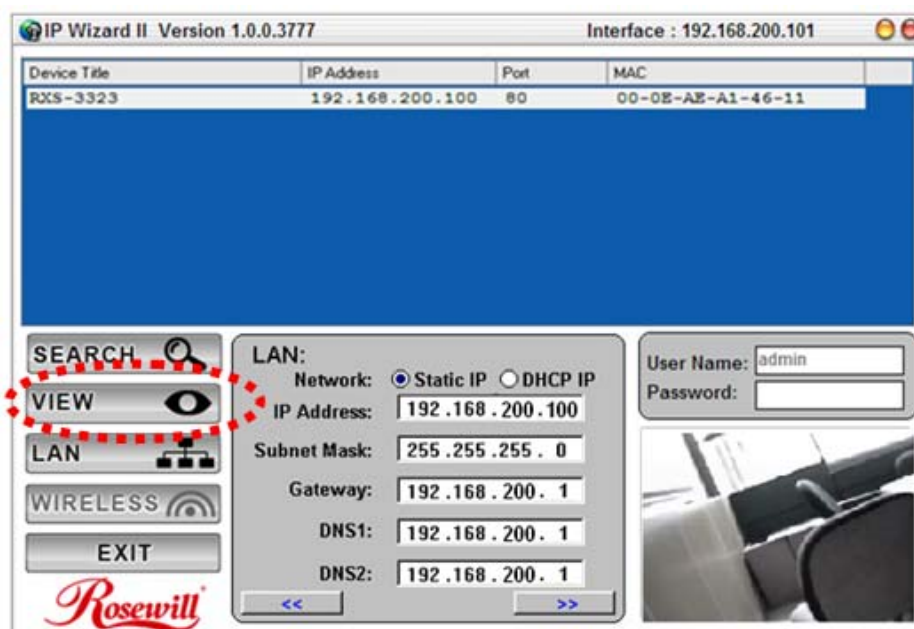 IP Wizard II Version 1.0.0.3777 Interface : 192.168.200.101
Device Title IP Address Port MAC
RXS-3323 192.168.200.100 80 00-0E-AE-A1-46-11
SEARCH
VIEW
LAN
WIRELESS
EXIT
Rosewill
LAN:
Network: Static IP DHCP IP
IP Address: 192.168.200.100
Subnet Mask: 255.255.255. 0
Gateway: 192.168.200. 1
DNS1: 192.168.200. 1
DNS2: 192.168.200. 1
<< >>
User Name: admin
Password: